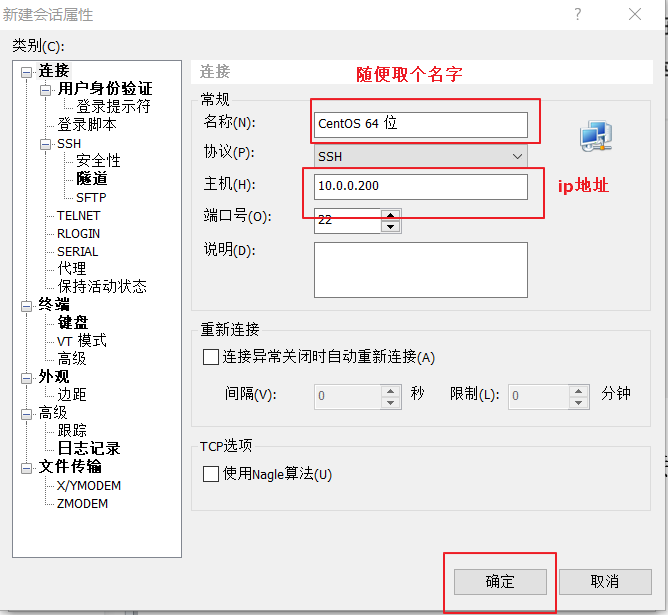 新建会话属性
类别(C):
连接
用户身份验证
登录提示符
登录脚本
SSH
安全性
隧道
SFTP
TELNET
RLOGIN
SERIAL
代理
保持活动状态
终端
键盘
VT 模式
高级
外观
边距
高级
跟踪
日志记录
文件传输
X/YMODEM
ZMODEM
连接
随便取个名字
常规
名称(N): CentOS 64 位
协议(P): SSH
主机(H): 10.0.0.200
ip地址
端口号(O): 22
说明(D):
重新连接
连接异常关闭时自动重新连接(A)
间隔(V): 0 秒 限制(L): 0 分钟
TCP选项
使用Nagle算法(U)
确定 取消